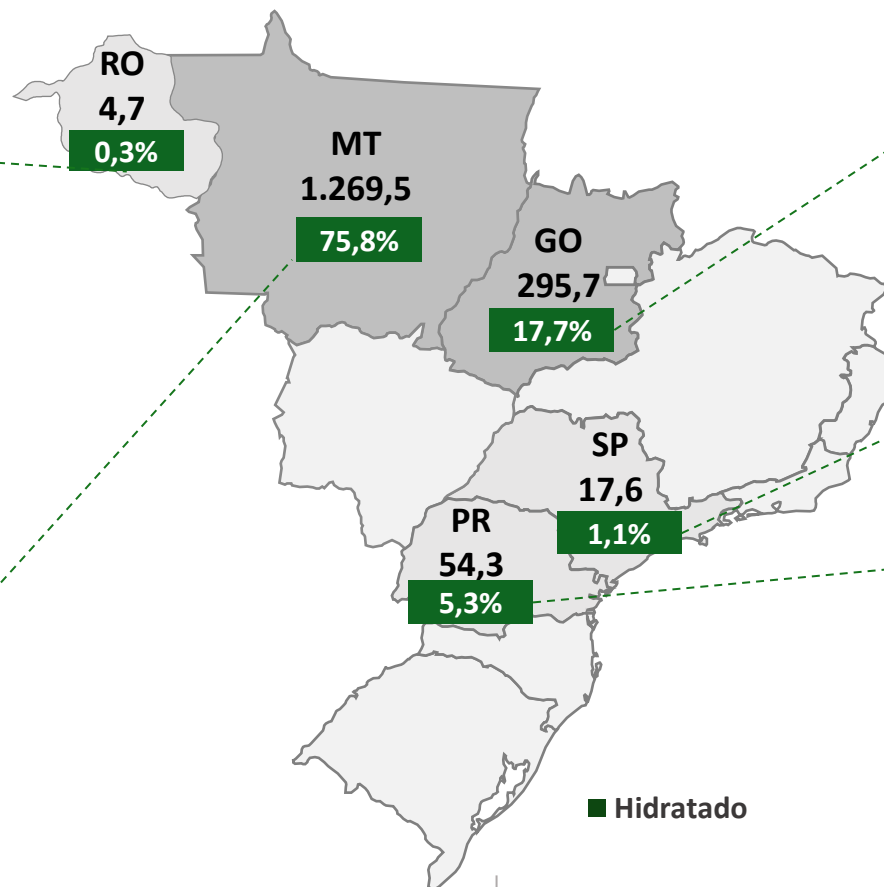 RO
4,7
0,3%
MT
1.269,5
75,8%
GO
295,7
17,7%
SP
17,6
1,1%
PR
54,3
5,3%
Hidratado